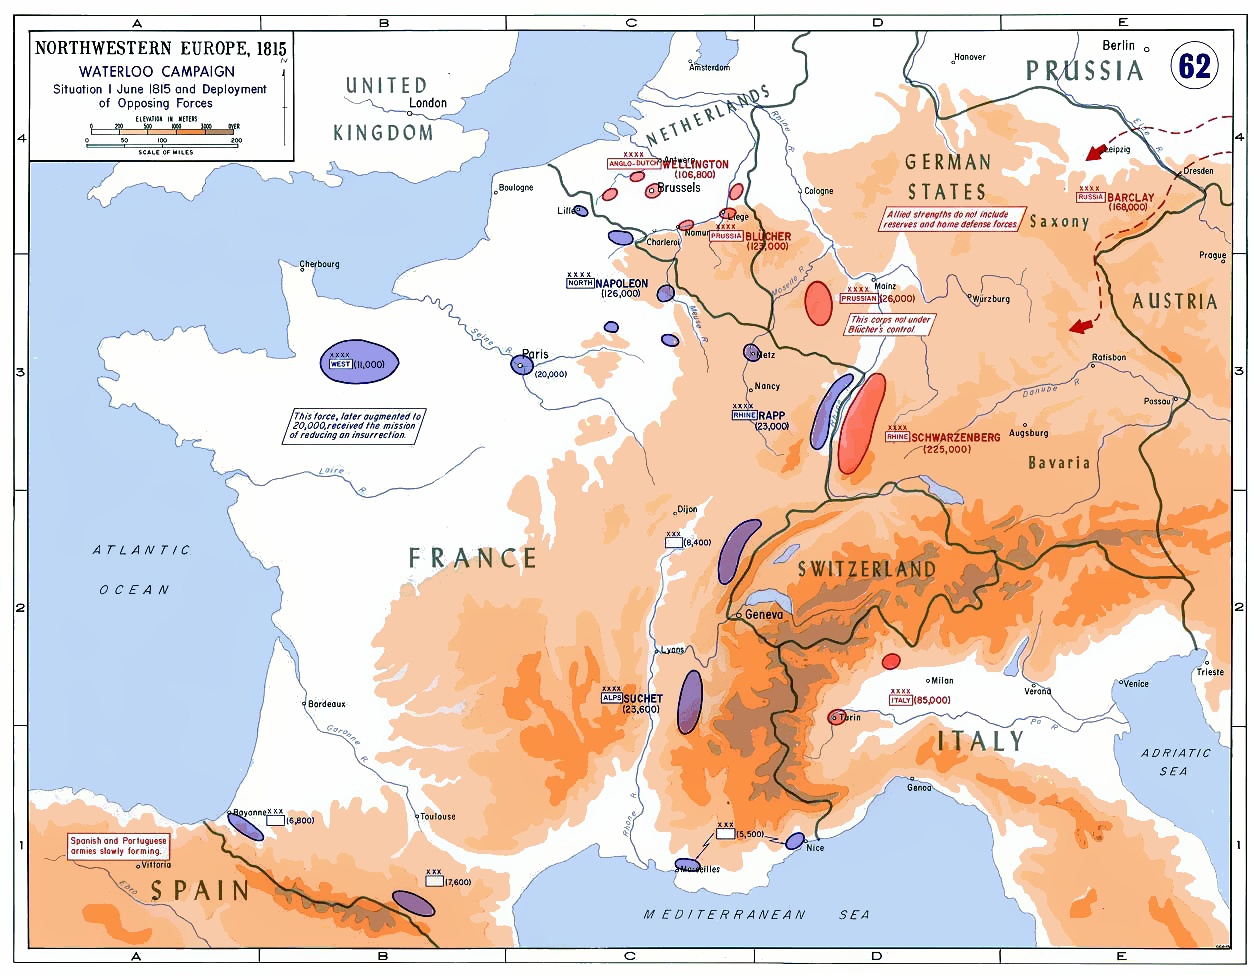 A B C D E
NORTHWESTERN EUROPE, 1815
WATERLOO CAMPAIGN
Situation 1 June 1815 and Deployment
of Opposing Forces
N
ELEVATION IN METERS
0 200 500 1000 3000 OVER
0 50 100 200
SCALE OF MILES
62
4
4
UNITED
KINGDOM
London
Amsterdam
NETHERLANDS
Hanover
Berlin
PRUSSIA
Rhine R
Elbe R.
Leipzig
Dresden
XXXX
ANGLO-DUTCH
WELLINGTON
(106,800)
Antwerp
Brussels
Boulogne
Lille
Liege
Namur
Charleroi
Cologne
XXXX
PRUSSIA
BLÜCHER
(123,000)
GERMAN
STATES
Allied strengths do not include
reserves and home defense forces.
Saxony
XXXX
RUSSIA
BARCLAY
(168,000)
Prague
AUSTRIA
Cherbourg
XXXX
NORTH
NAPOLEON
(126,000)
Meuse R
Moselle R
XXXX
PRUSSIAN
(26,000)
Mainz
This corps not under
Blücher's control.
Würzburg
Seine R
Paris
(20,000)
XXXX
WEST
(11,000)
This force, later augmented to
20,000, received the mission
of reducing an insurrection.
Metz
Nancy
XXXX
RHINE
RAPP
(23,000)
Rhine
XXXX
RHINE
SCHWARZENBERG
(225,000)
Ratisbon
Danube R
Passau
Augsburg
Bavaria
3
3
Loire R
Dijon
XXX
(8,400)
ATLANTIC
OCEAN
FRANCE
SWITZERLAND
Geneva
2
2
Lyons
XXXX
ALPS
SUCHET
(23,600)
Milan
XXXX
ITALY
(85,000)
Turin
Verona
Venice
Trieste
Po R
ITALY
ADRIATIC
SEA
Genoa
Bordeaux
Garonne R
Rhone R
Bayonne
XXX
(6,800)
Toulouse
XXX
(7,600)
XXX
(5,500)
Marseilles
Nice
Spanish and Portuguese
armies slowly forming.
Vittoria
Ebro R
SPAIN
MEDITERRANEAN SEA
1
1
A B C D E